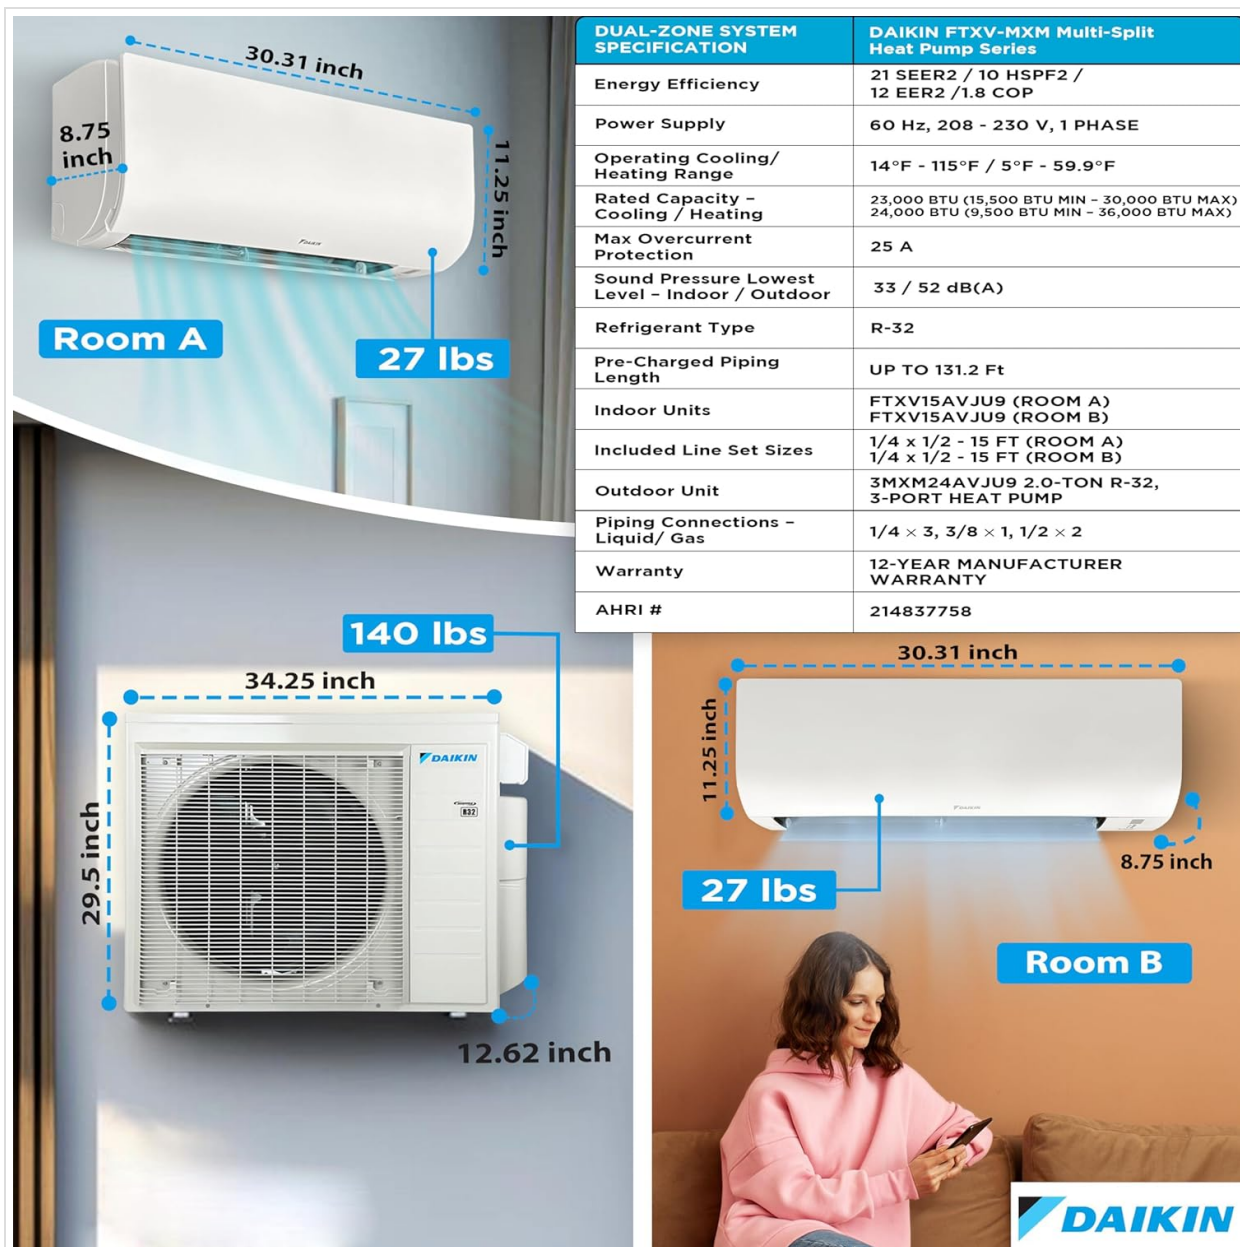 30.31 inch
8.75
inch
11.25 inch
DAIKIN
Room A
27 lbs
DUAL-ZONE SYSTEM
SPECIFICATION
DAIKIN FTXV-MXM Multi-Split
Heat Pump Series
Energy Efficiency
21 SEER2 / 10 HSPF2 /
12 EER2 /1.8 COP
Power Supply
60 Hz, 208 - 230 V, 1 PHASE
Operating Cooling/
Heating Range
14°F - 115°F / 5°F - 59.9°F
Rated Capacity –
Cooling / Heating
23,000 BTU (15,500 BTU MIN – 30,000 BTU MAX)
24,000 BTU (9,500 BTU MIN – 36,000 BTU MAX)
Max Overcurrent
Protection
25 A
Sound Pressure Lowest
Level – Indoor / Outdoor
33 / 52 dB(A)
Refrigerant Type
R-32
Pre-Charged Piping
Length
UP TO 131.2 Ft
Indoor Units
FTXV15AVJU9 (ROOM A)
FTXV15AVJU9 (ROOM B)
Included Line Set Sizes
1/4 x 1/2 - 15 FT (ROOM A)
1/4 x 1/2 - 15 FT (ROOM B)
Outdoor Unit
3MXM24AVJU9 2.0-TON R-32,
3-PORT HEAT PUMP
Piping Connections –
Liquid/ Gas
1/4 × 3, 3/8 × 1, 1/2 × 2
Warranty
12-YEAR MANUFACTURER
WARRANTY
AHRI #
214837758
140 lbs
34.25 inch
29.5 inch
DAIKIN
R32
12.62 inch
30.31 inch
11.25 inch
DAIKIN
8.75 inch
27 lbs
Room B
DAIKIN